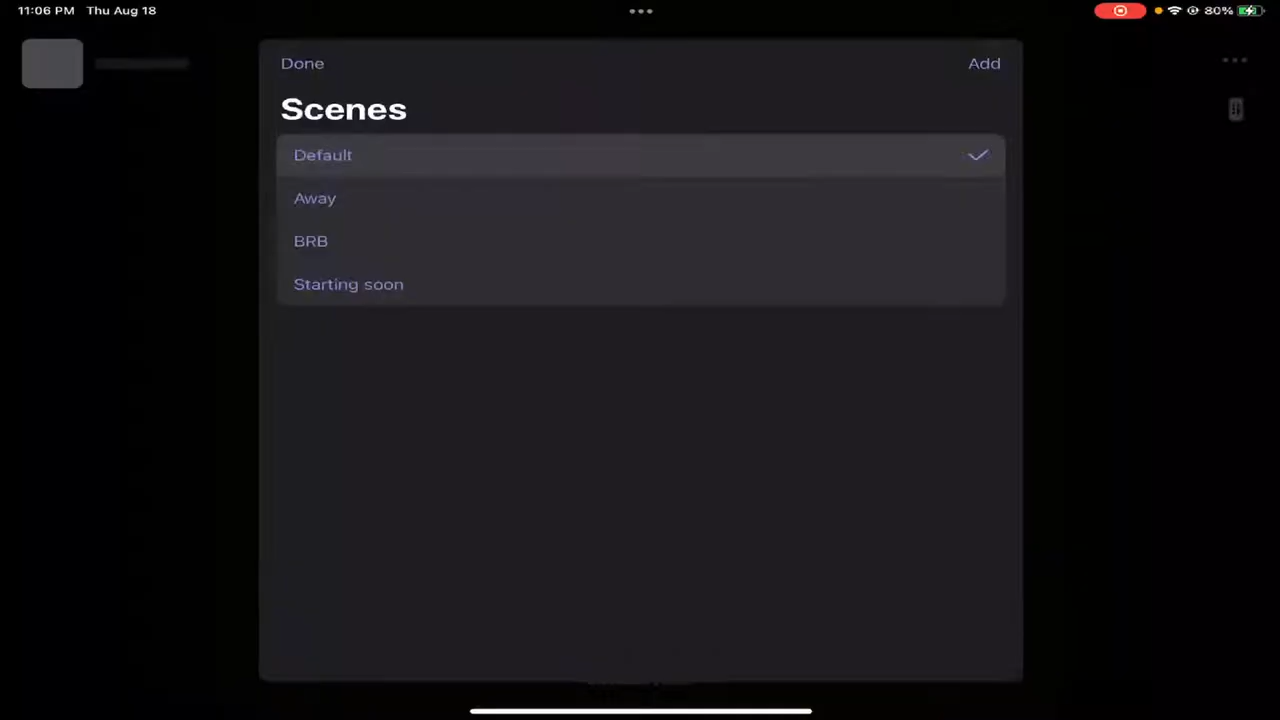 11:06 PM Thu Aug 18
80%
Done
Add
Scenes
Default
Away
BRB
Starting soon